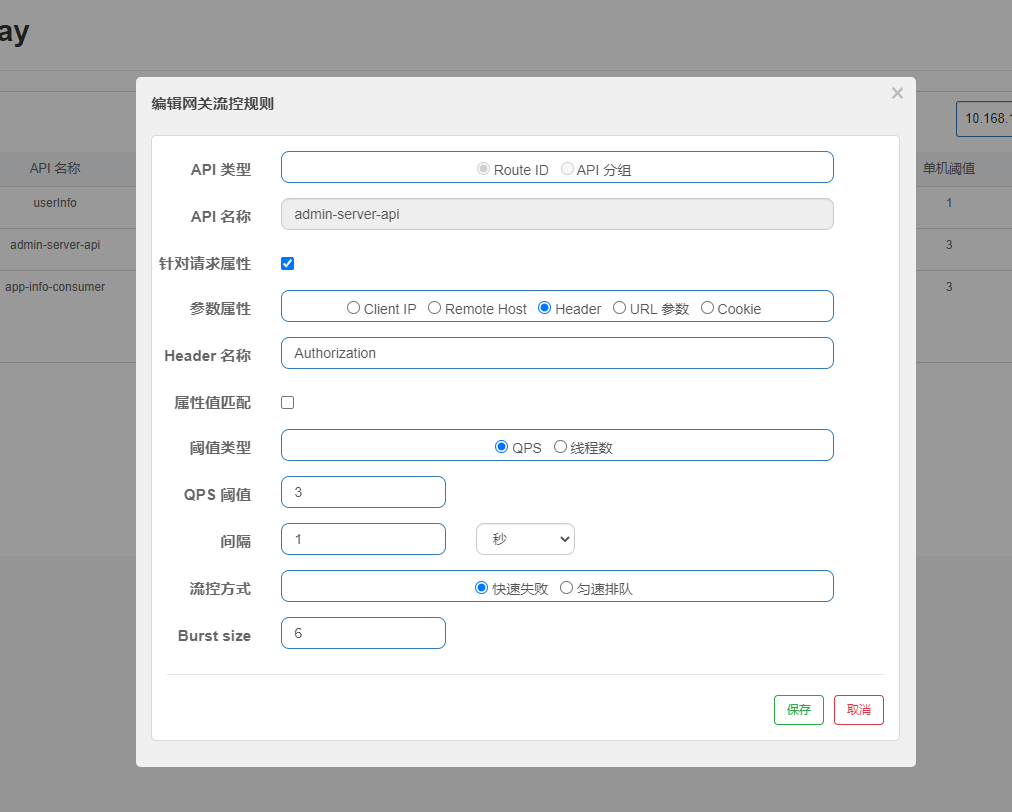 ay
编辑网关流控规则
×
10.168.1
API 名称
单机阈值
userInfo
1
admin-server-api
3
app-info-consumer
3
API 类型
Route ID API 分组
API 名称
admin-server-api
针对请求属性
参数属性
Client IP Remote Host Header URL 参数 Cookie
Header 名称
Authorization
属性值匹配
阈值类型
QPS 线程数
QPS 阈值
3
间隔
1
秒
流控方式
快速失败 匀速排队
Burst size
6
保存
取消